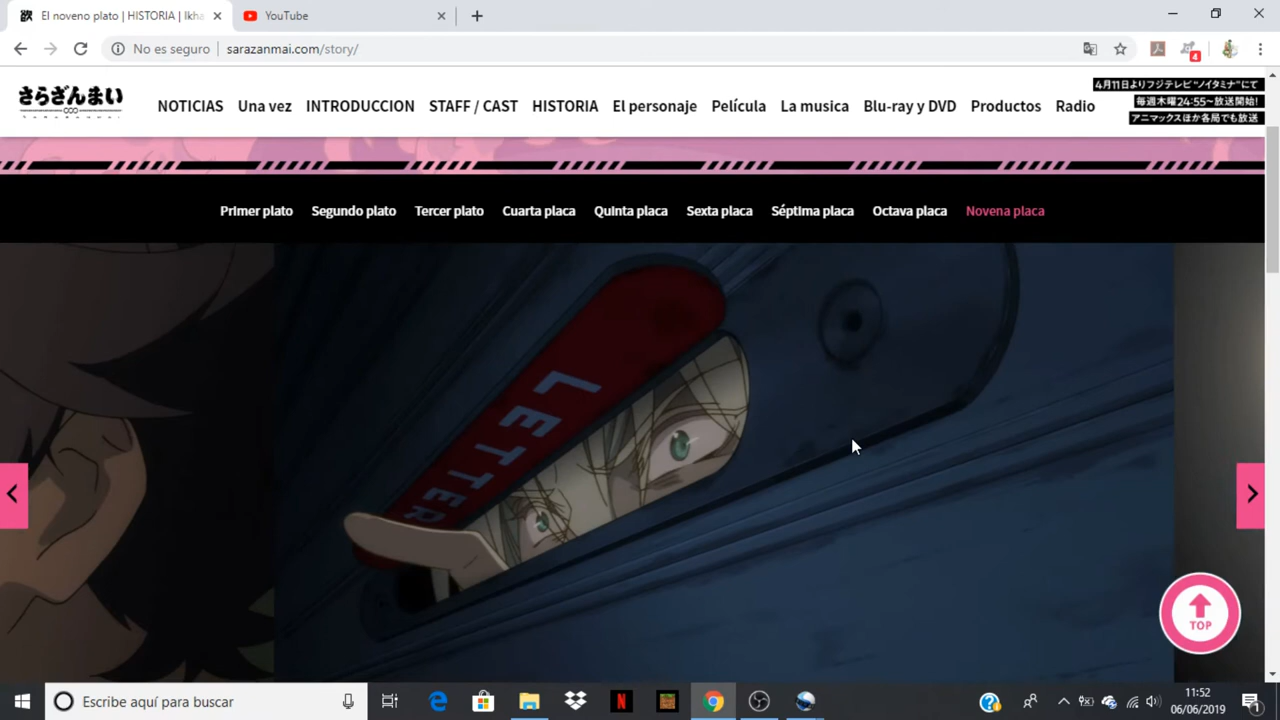 El noveno plato | HISTORIA | Ikha
YouTube
No es seguro
sarazanmai.com/story/
4
さらざんまい
NOTICIAS
Una vez
INTRODUCCION
STAFF / CAST
HISTORIA
El personaje
Película
La musica
Blu-ray y DVD
Productos
Radio
4月11日よりフジテレビ“ノイタミナ”にて
毎週木曜24:55~放送開始!
アニマックスほか各局でも放送
Primer plato
Segundo plato
Tercer plato
Cuarta placa
Quinta placa
Sexta placa
Séptima placa
Octava placa
Novena placa
LETTER
TOP
Escribe aquí para buscar
11:52
06/06/2019
1